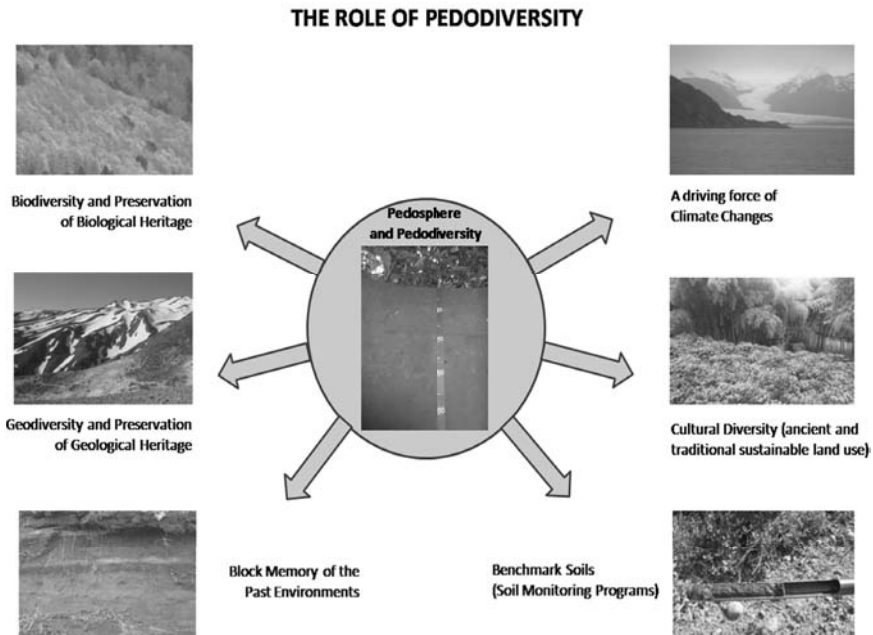 THE ROLE OF PEDODIVERSITY
Biodiversity and Preservation
of Biological Heritage
A driving force of
Climate Changes
Pedosphere
and Pedodiversity
Geodiversity and Preservation
of Geological Heritage
Cultural Diversity (ancient and
traditional sustainable land use)
Block Memory of the
Past Environments
Benchmark Soils
(Soil Monitoring Programs)